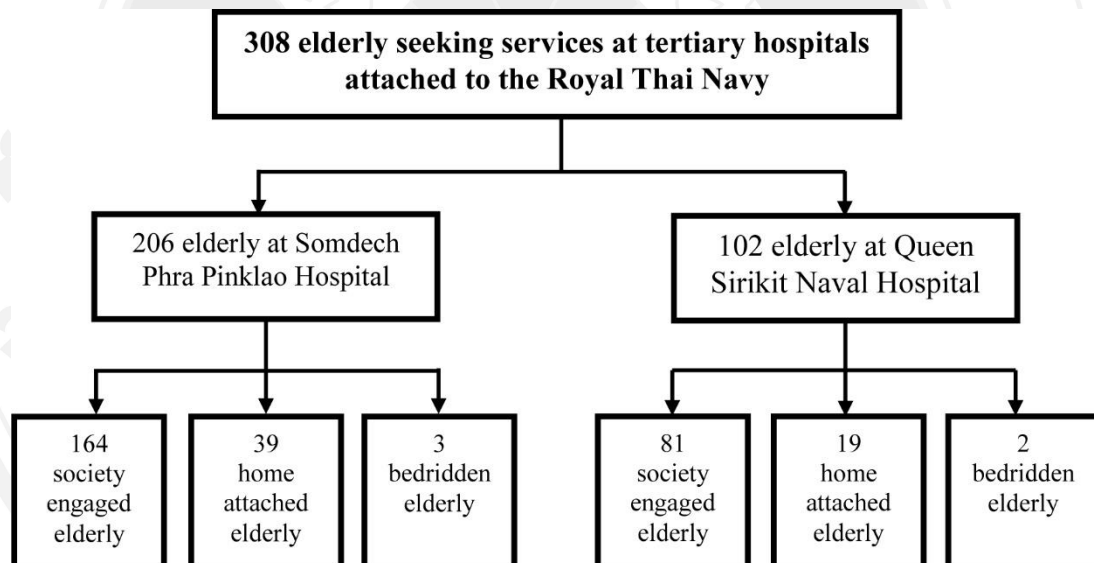 308 elderly seeking services at tertiary hospitals
attached to the Royal Thai Navy
206 elderly at Somdech
Phra Pinklao Hospital
102 elderly at Queen
Sirikit Naval Hospital
164
society
engaged
elderly
39
home
attached
elderly
3
bedridden
elderly
81
society
engaged
elderly
19
home
attached
elderly
2
bedridden
elderly